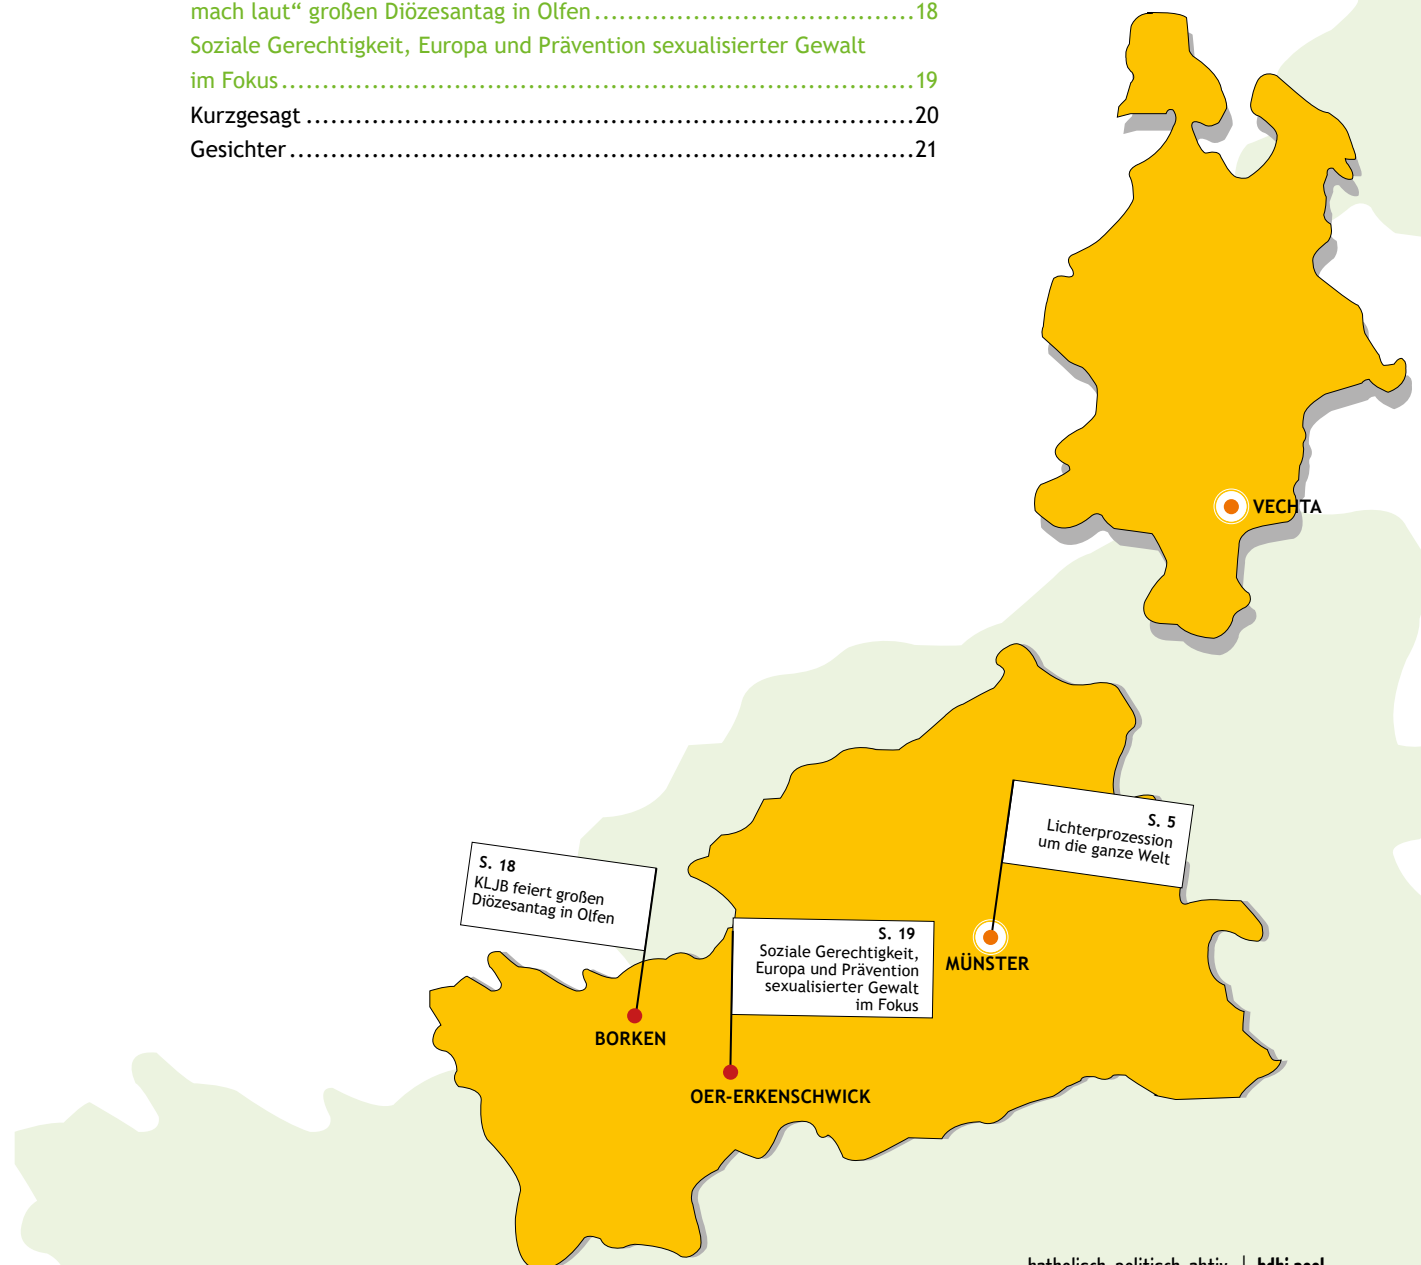 mach laut“ großen Diözesantag in Olfen.......................................18
Soziale Gerechtigkeit, Europa und Prävention sexualisierter Gewalt
im Fokus.............................................................................19
Kurzgesagt..........................................................................20
Gesichter............................................................................21
VECHTA
S. 5
Lichterprozession
um die ganze Welt
S. 18
KLJB feiert großen
Diözesantag in Olfen
S. 19
Soziale Gerechtigkeit,
Europa und Prävention
sexualisierter Gewalt
im Fokus
MÜNSTER
BORKEN
OER-ERKENSCHWICK